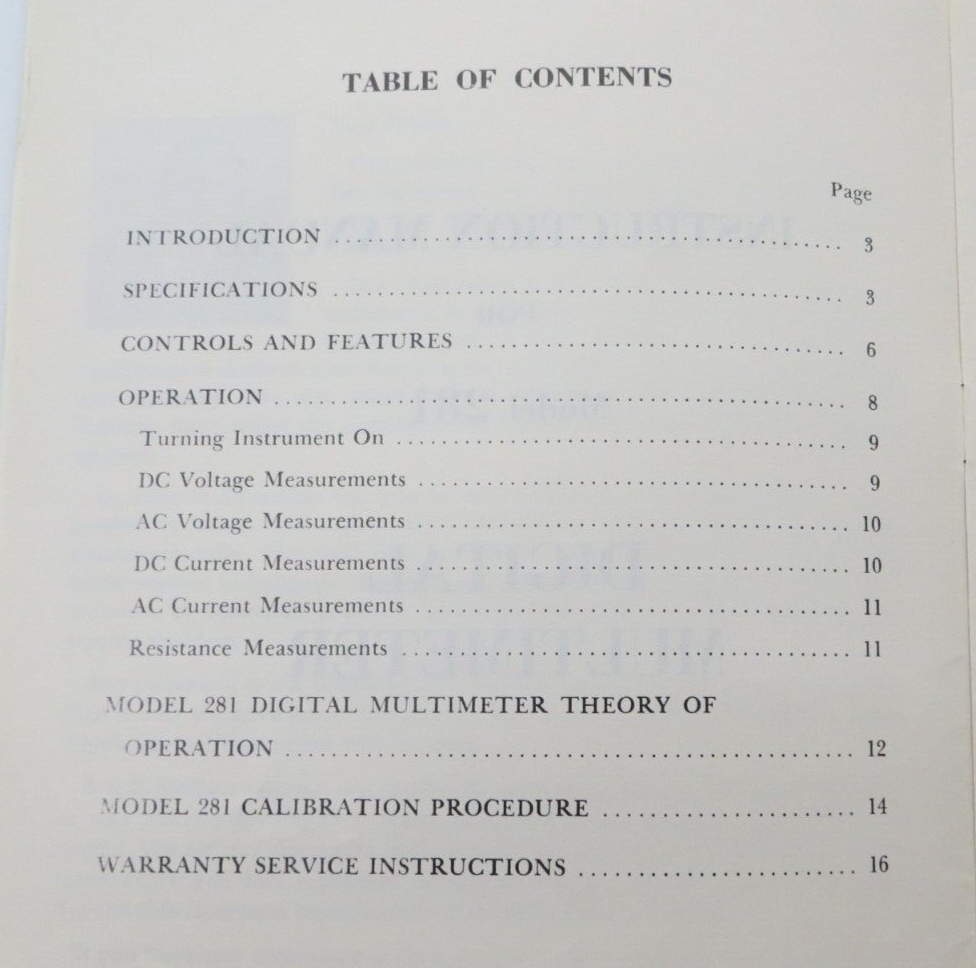 TABLE OF CONTENTS
Page
INTRODUCTION ........................................ 3
SPECIFICATIONS ........................................ 3
CONTROLS AND FEATURES .............................. 6
OPERATION ............................................. 8
Turning Instrument On .................................. 9
DC Voltage Measurements ................................ 9
AC Voltage Measurements ................................ 10
DC Current Measurements ................................ 10
AC Current Measurements ................................ 11
Resistance Measurements ................................. 11
MODEL 281 DIGITAL MULTIMETER THEORY OF
OPERATION ............................................. 12
MODEL 281 CALIBRATION PROCEDURE .................... 14
WARRANTY SERVICE INSTRUCTIONS ...................... 16